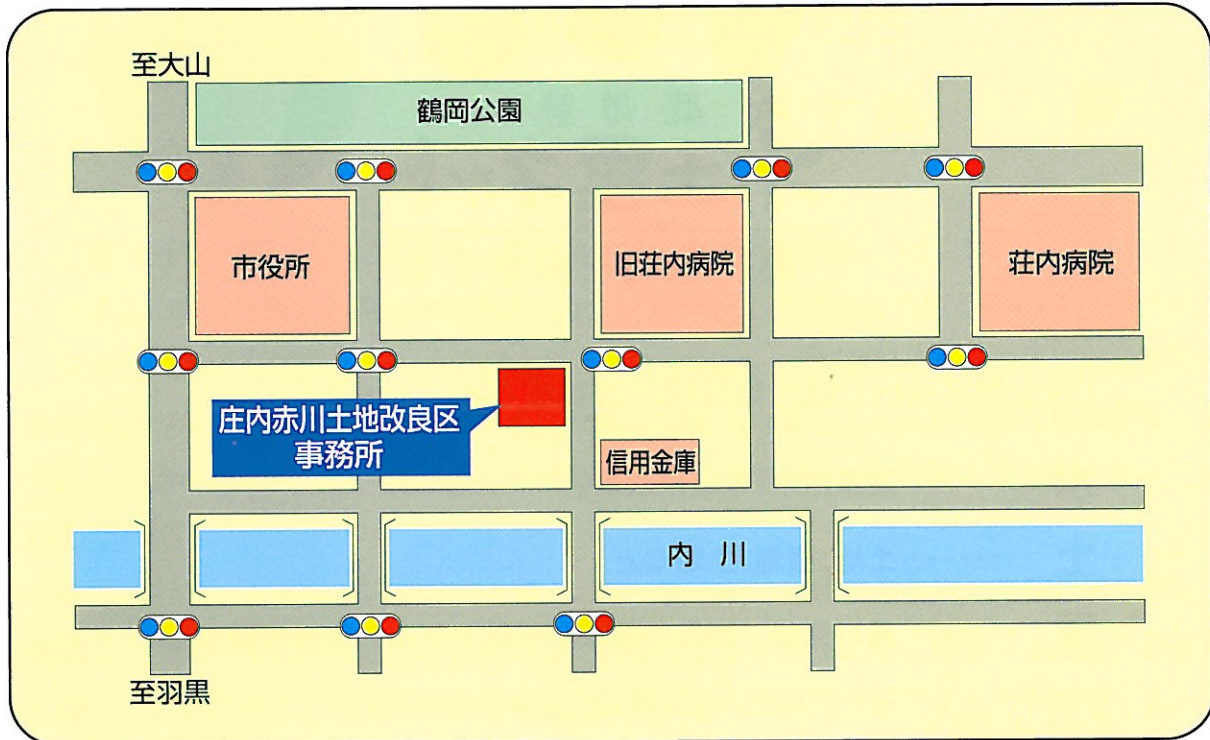 至大山
鶴岡公園
市役所
旧荘内病院
荘内病院
庄内赤川土地改良区
事務所
信用金庫
内 川
至羽黒